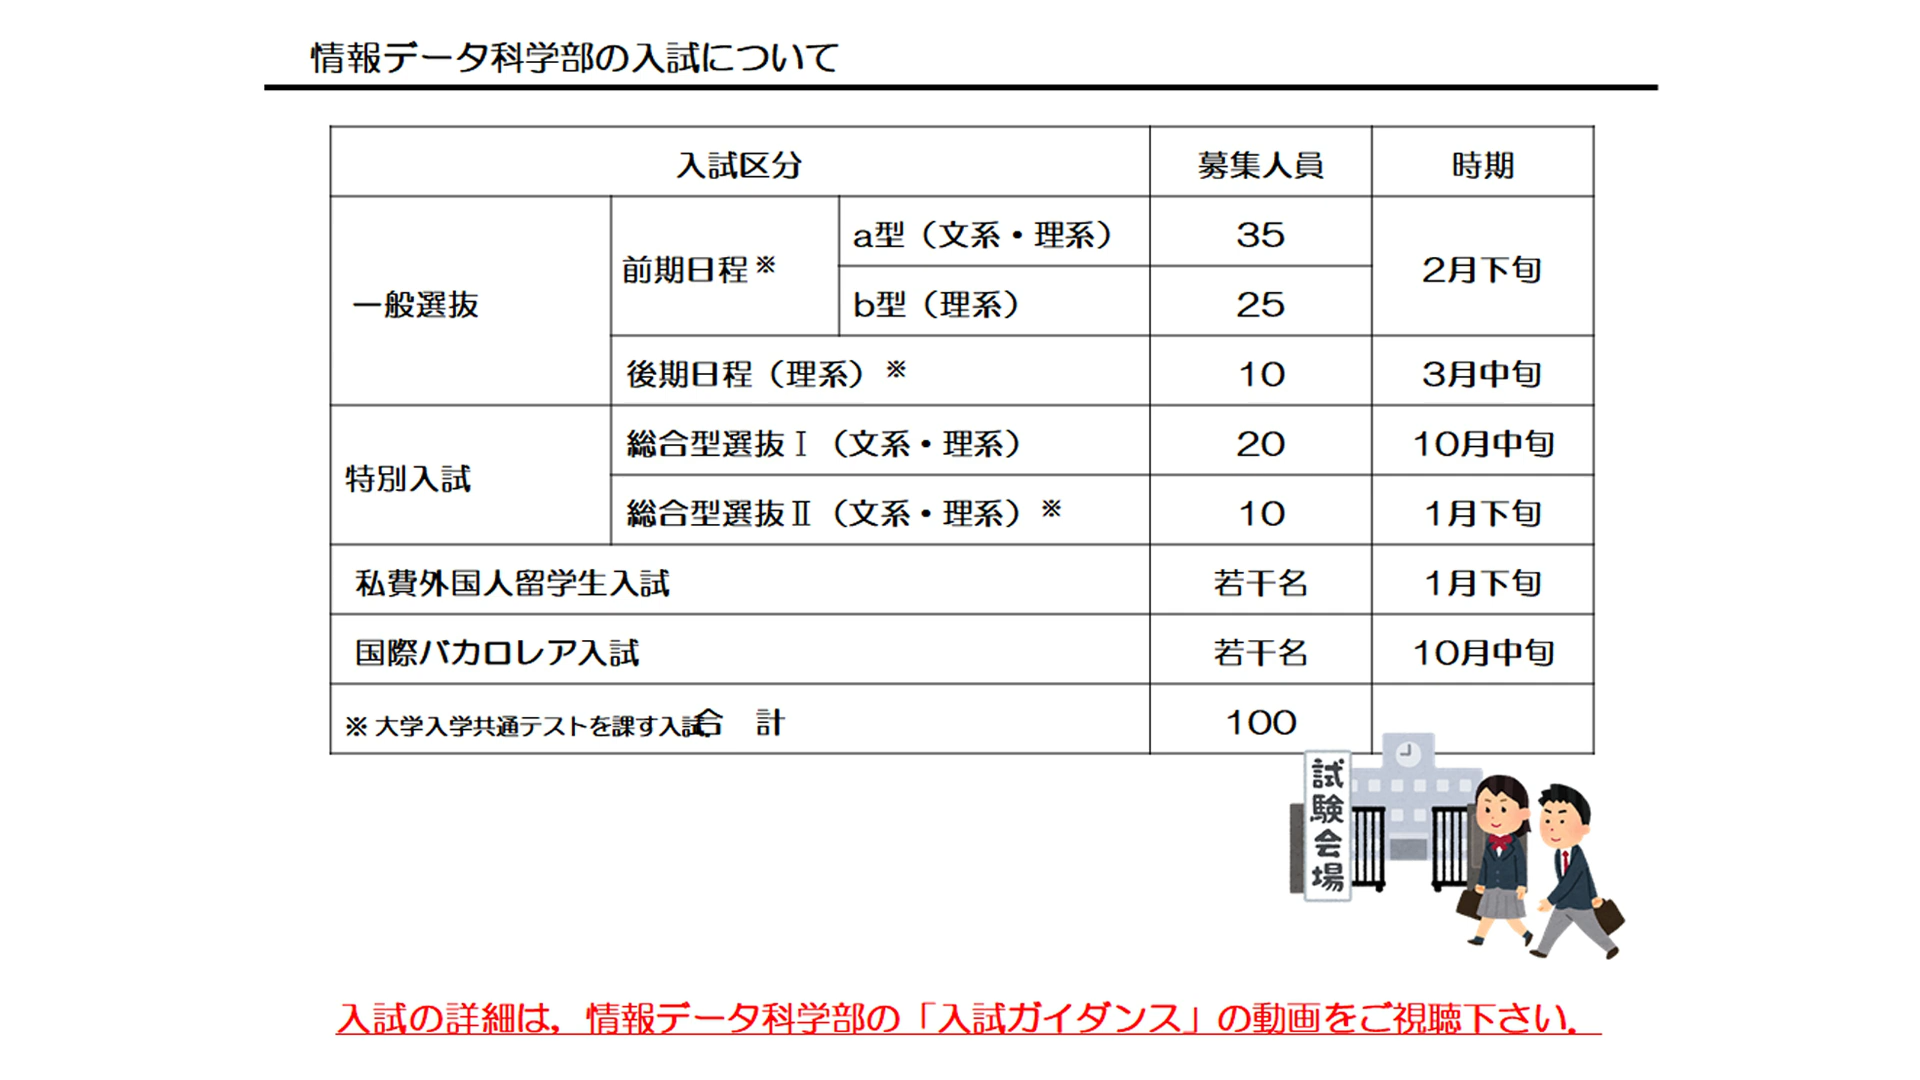 情報データ科学部の入試について
入試区分 募集人員 時期
一般選抜 前期日程※ a型（文系・理系） 35 2月下旬
b型（理系） 25
後期日程（理系）※ 10 3月中旬
特別入試 総合型選抜Ⅰ（文系・理系） 20 10月中旬
総合型選抜Ⅱ（文系・理系）※ 10 1月下旬
私費外国人留学生入試 若干名 1月下旬
国際バカロレア入試 若干名 10月中旬
※ 大学入学共通テストを課す入試. 合　計 100
試験会場
入試の詳細は，情報データ科学部の「入試ガイダンス」の動画をご視聴下さい．